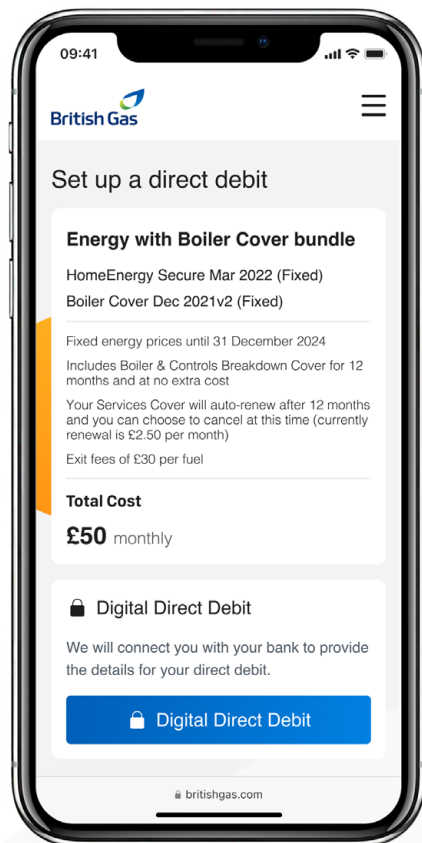 09:41
British Gas
Set up a direct debit
Energy with Boiler Cover bundle
HomeEnergy Secure Mar 2022 (Fixed)
Boiler Cover Dec 2021v2 (Fixed)
Fixed energy prices until 31 December 2024
Includes Boiler & Controls Breakdown Cover for 12
months and at no extra cost
Your Services Cover will auto-renew after 12 months
and you can choose to cancel at this time (currently
renewal is £2.50 per month)
Exit fees of £30 per fuel
Total Cost
£50 monthly
Digital Direct Debit
We will connect you with your bank to provide
the details for your direct debit.
Digital Direct Debit
britishgas.com